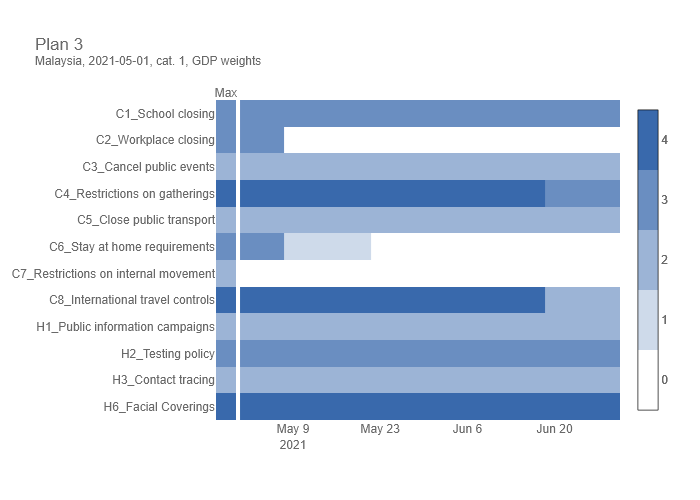 Plan 3
Malaysia, 2021-05-01, cat. 1, GDP weights
Max
C1_School closing
C2_Workplace closing
C3_Cancel public events
C4_Restrictions on gatherings
C5_Close public transport
C6_Stay at home requirements
C7_Restrictions on internal movement
C8_International travel controls
H1_Public information campaigns
H2_Testing policy
H3_Contact tracing
H6_Facial Coverings
May 9
2021
May 23
Jun 6
Jun 20
4
3
2
1
0